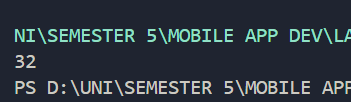 NI\SEMESTER 5\MOBILE APP DEV\LA
32
PS D:\UNI\SEMESTER 5\MOBILE APP